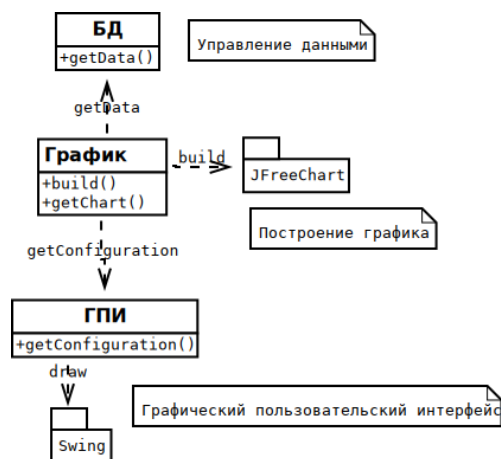 БД
+getData()
Управление данными
getData
График
+build()
+getChart()
build
JFreeChart
Построение графика
getConfiguration
ГПИ
+getConfiguration()
draw
Swing
Графический пользовательский интерфейс